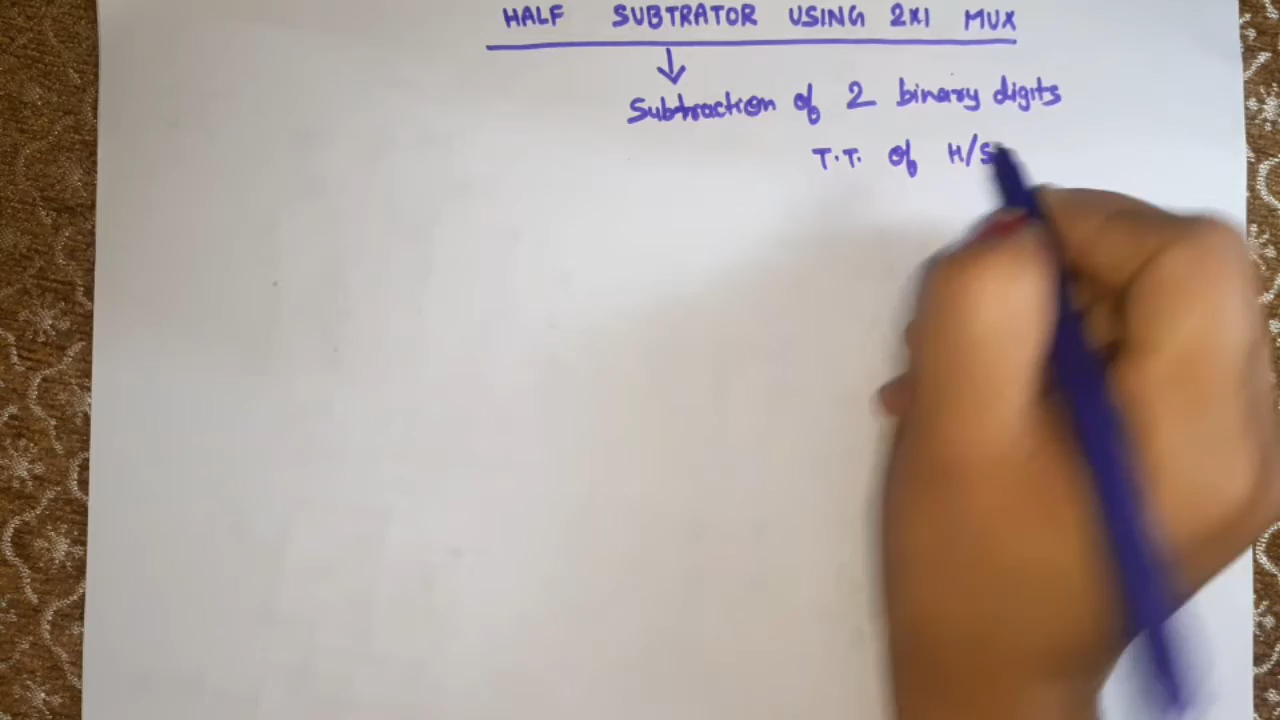 HALF SUBTRATOR USING 2X1 MUX
Subtraction of 2 binary digits
T.T. of H/S